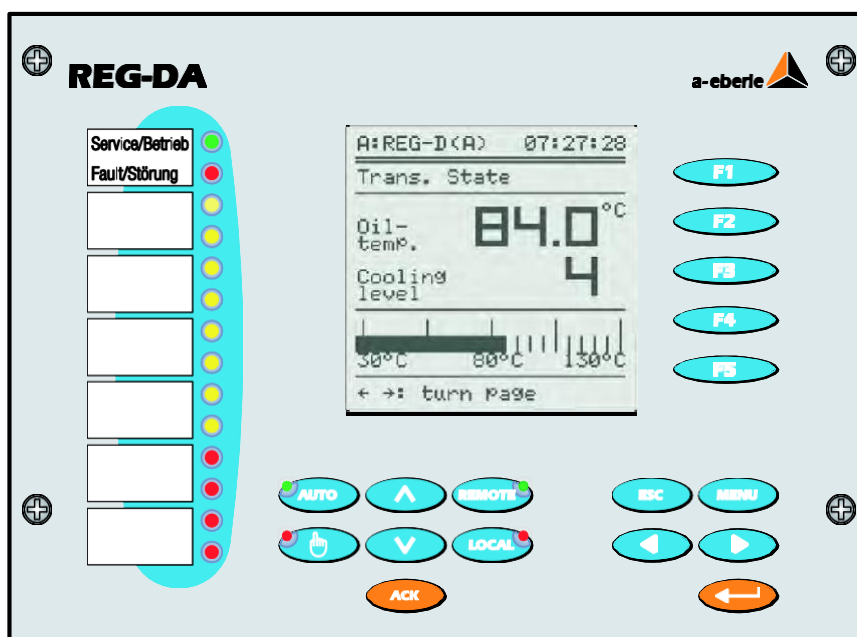 REG-DA
a-eberle
Service/Betrieb
Fault/Störung
A:REG-D(A) 07:27:28
Trans. State
Oil-
temp.
84.0 °C
Cooling
level
4
30°C 80°C 130°C
← →: turn page
F1
F2
F3
F4
F5
AUTO
REMOTE
ESC
MENU
LOCAL
ACK